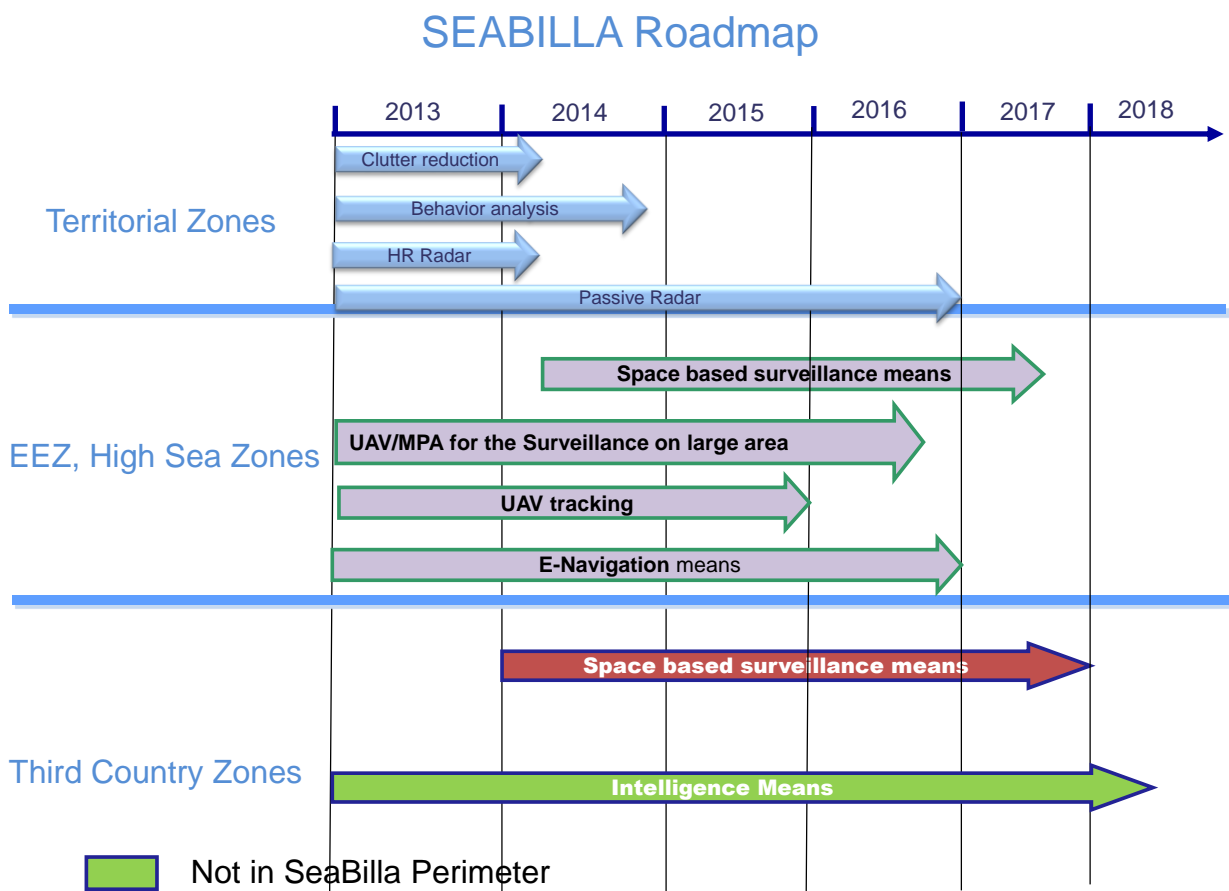 SEABILLA Roadmap
2013 2014 2015 2016 2017 2018
Clutter reduction
Behavior analysis
Territorial Zones
HR Radar
Passive Radar
Space based surveillance means
UAV/MPA for the Surveillance on large area
EEZ, High Sea Zones
UAV tracking
E-Navigation means
Space based surveillance means
Third Country Zones
Intelligence Means
Not in SeaBilla Perimeter